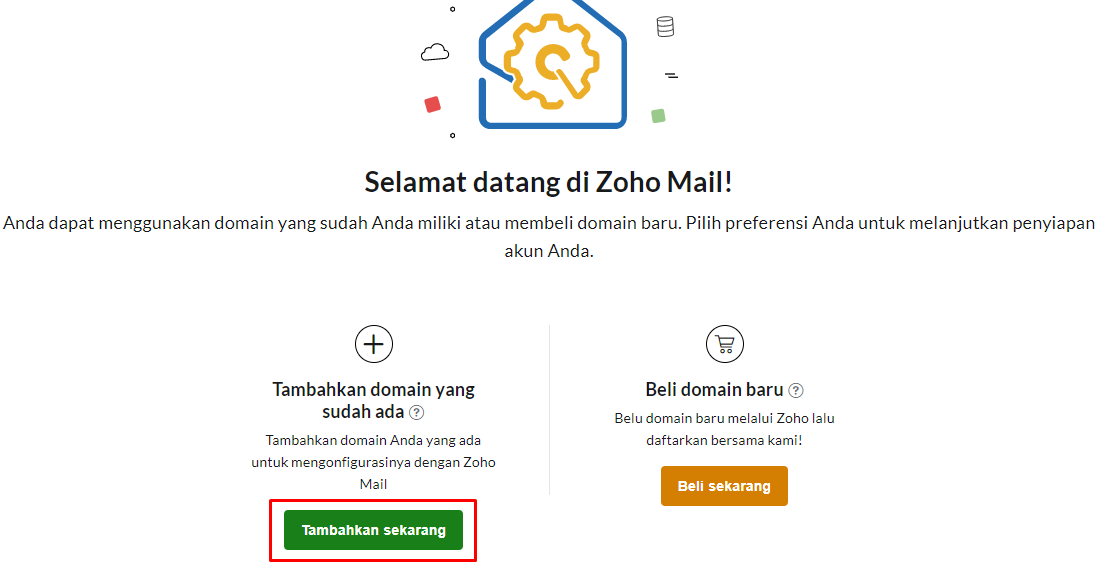 Selamat datang di Zoho Mail!
Anda dapat menggunakan domain yang sudah Anda miliki atau membeli domain baru. Pilih preferensi Anda untuk melanjutkan penyiapan
akun Anda.
Tambahkan domain yang
sudah ada ?
Tambahkan domain Anda yang ada
untuk mengonfigurasinya dengan Zoho
Mail
Tambahkan sekarang
Beli domain baru ?
Belu domain baru melalui Zoho lalu
daftarkan bersama kami!
Beli sekarang